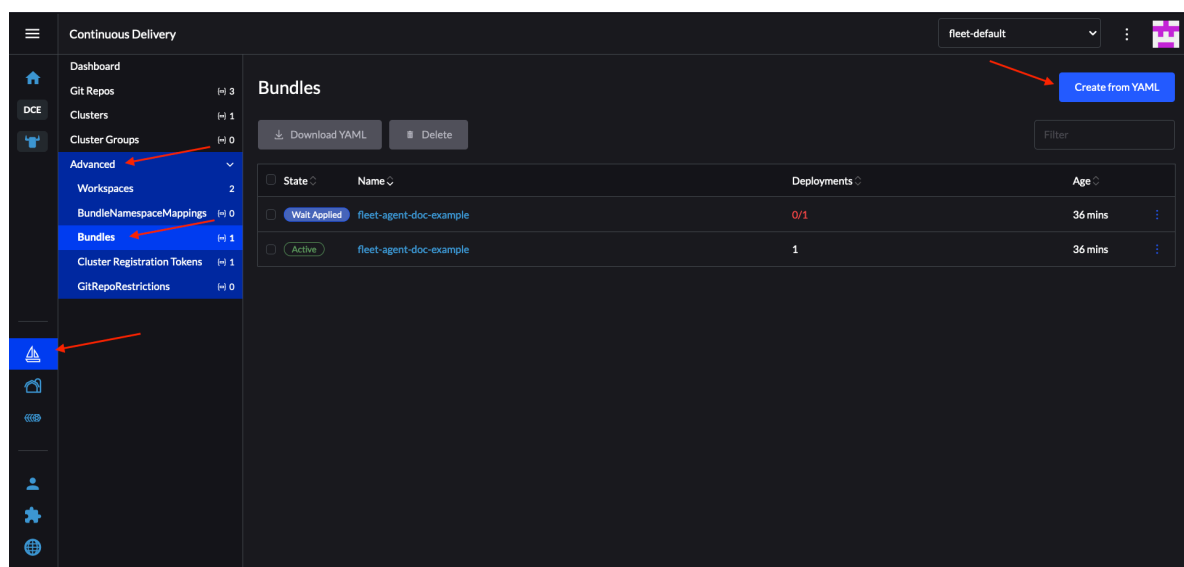 Continuous Delivery
fleet-default
Dashboard
Git Repos 3
Clusters 1
Cluster Groups 0
Advanced
Workspaces 2
BundleNamespaceMappings 0
Bundles 1
Cluster Registration Tokens 1
GitRepoRestrictions 0
DCE
Bundles
Create from YAML
Download YAML Delete
Filter
State Name Deployments Age
Wait Applied fleet-agent-doc-example 0/1 36 mins
Active fleet-agent-doc-example 1 36 mins